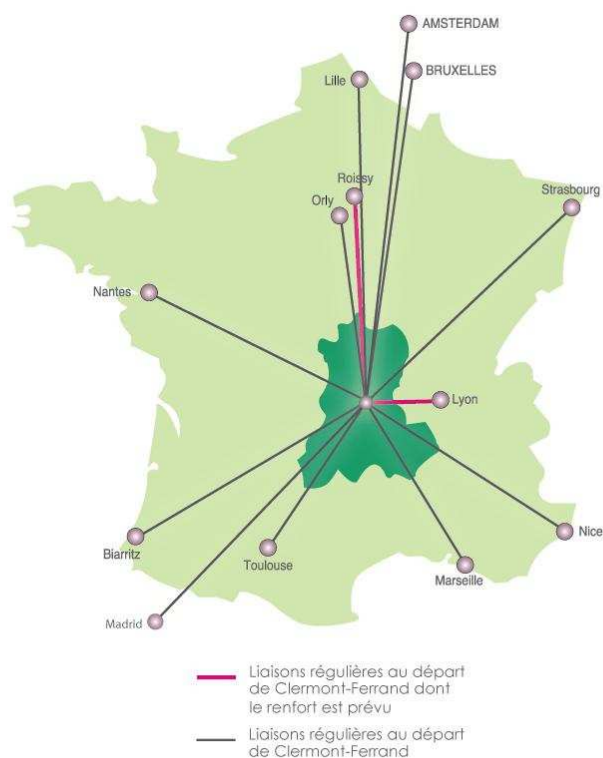 AMSTERDAM
BRUXELLES
Lille
Roissy
Strasbourg
Orly
Nantes
Lyon
Nice
Biarritz
Toulouse
Marseille
Madrid
Liaisons régulières au départ
de Clermont-Ferrand dont
le renfort est prévu
Liaisons régulières au départ
de Clermont-Ferrand